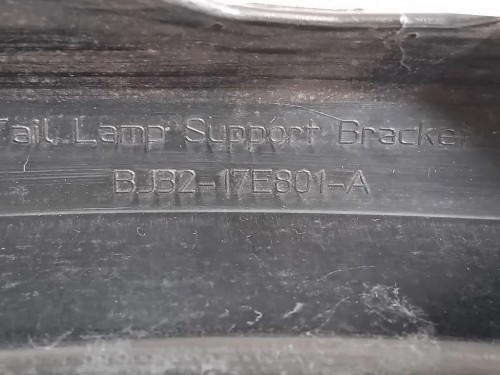 Tail Lamp Support Bracket
BJB2-17E801-A